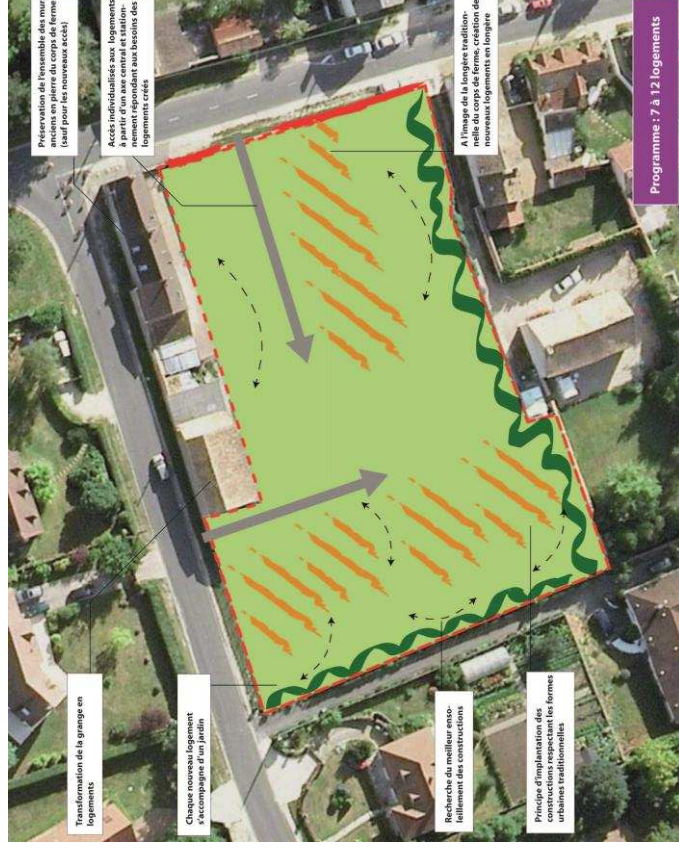 Transformation de la grange en
logements
Chaque nouveau logement
s'accompagne d'un jardin
Recherche du meilleur enso-
leillement des constructions
Principe d'implantation des
constructions respectant les formes
urbaines traditionnelles
Préservation de l'ensemble des mur
anciens en pierre du corps de ferme
(sauf pour les nouveaux accès)
Accès individualisés aux logements
à partir d'un axe central et station-
nement répondant aux besoins des
logements créés
A l'image de la longère tradition-
nelle du corps de ferme, création de
nouveaux logements en longère
Programme : 7 à 12 logements